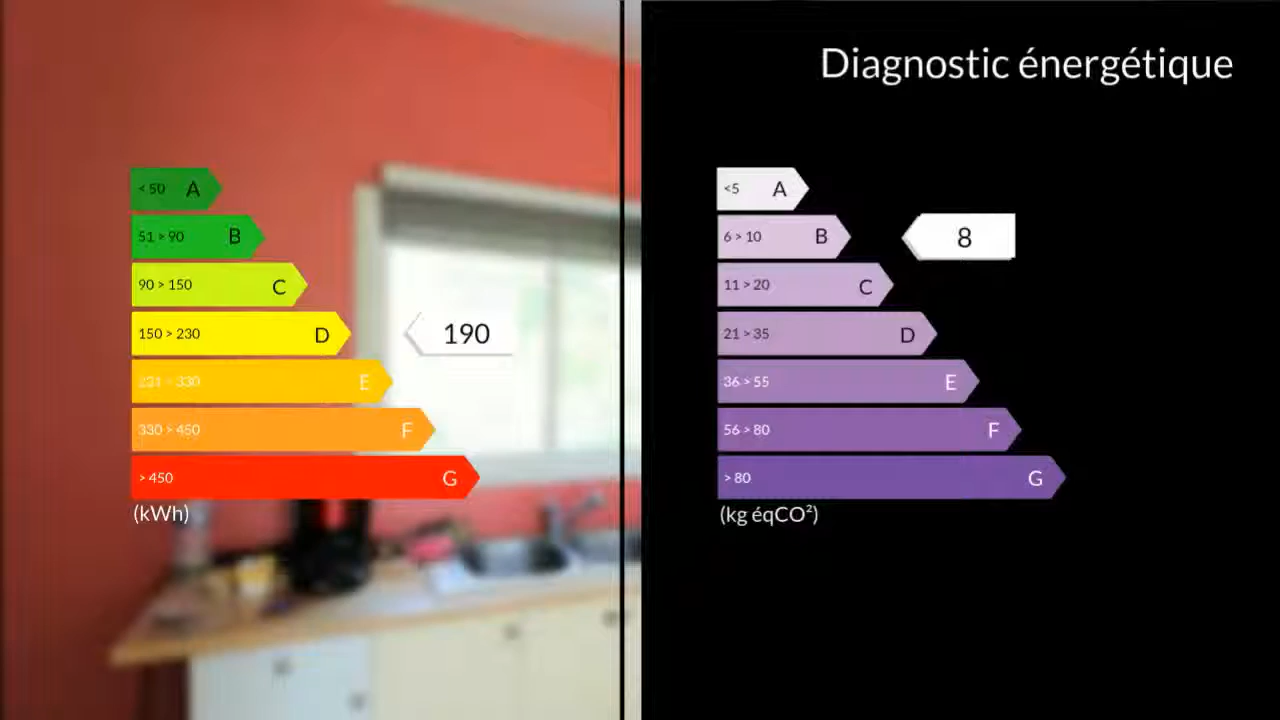 Diagnostic énergétique
< 50 A
51 > 90 B
90 > 150 C
150 > 230 D
190
231 > 330 E
330 > 450 F
> 450 G
(kWh)
<5 A
6 > 10 B
8
11 > 20 C
21 > 35 D
36 > 55 E
56 > 80 F
> 80 G
(kg éqCO²)